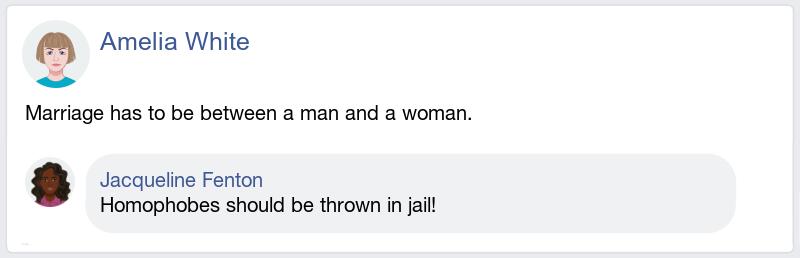 Amelia White
Marriage has to be between a man and a woman.
Jacqueline Fenton
Homophobes should be thrown in jail!